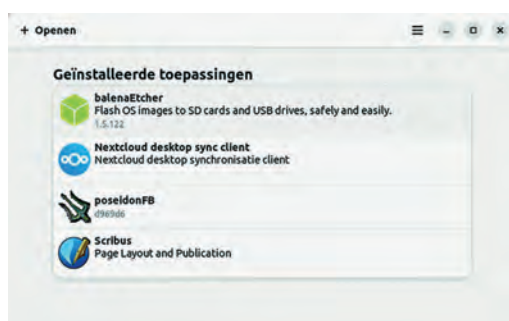 + Openen
Geïnstalleerde toepassingen
balenaEtcher
Flash OS images to SD cards and USB drives, safely and easily.
1.5.122
Nextcloud desktop sync client
Nextcloud desktop synchronisatie client
poseidonFB
d969d6
Scribus
Page Layout and Publication